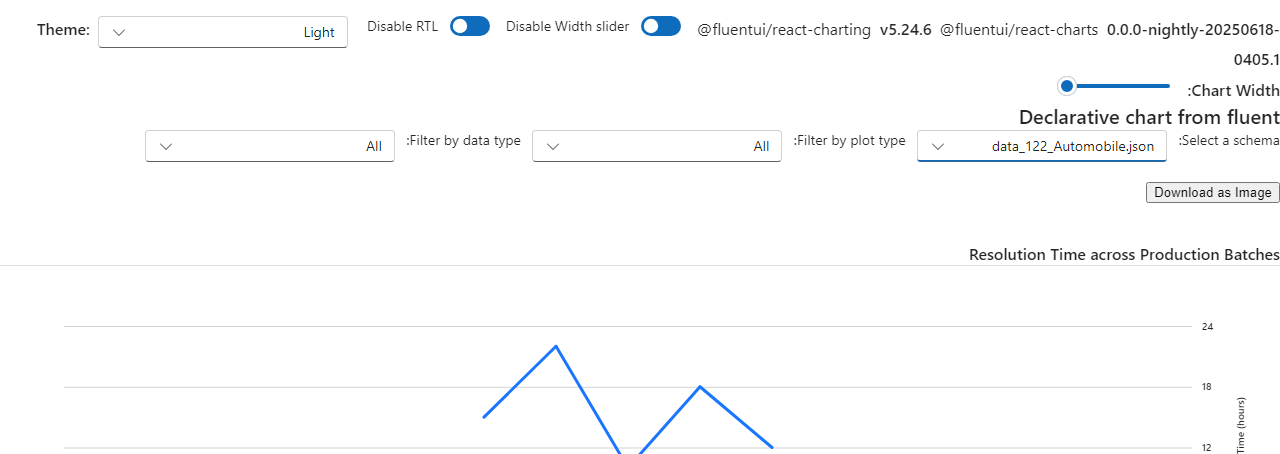 Theme: Light Disable RTL Disable Width slider @fluentui/react-charting v5.24.6 @fluentui/react-charts 0.0.0-nightly-20250618-
0405.1
:Chart Width
Declarative chart from fluent
:Select a schema data_122_Automobile.json :Filter by plot type All :Filter by data type All
Download as Image
Resolution Time across Production Batches
24
18
12
Time (hours)